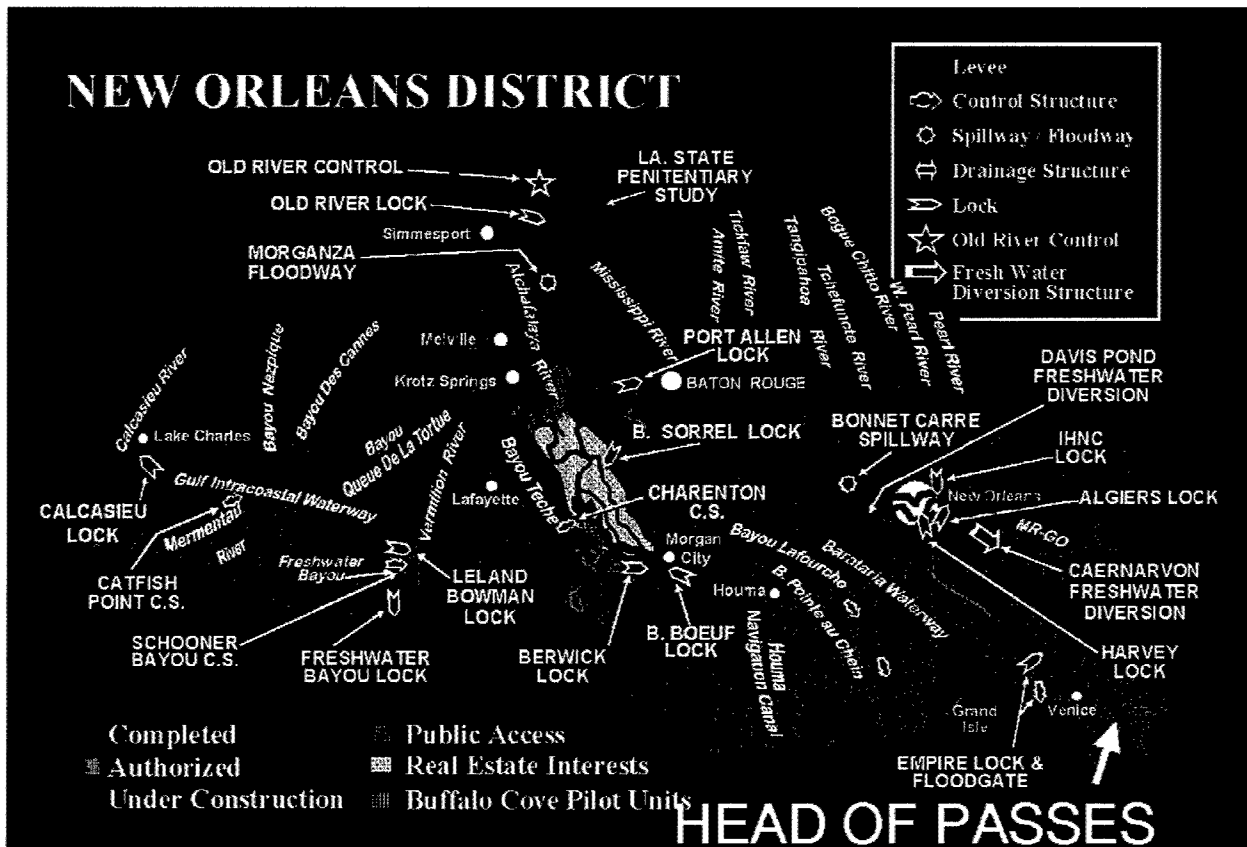 NEW ORLEANS DISTRICT
Levee
Control Structure
Spillway / Floodway
Drainage Structure
Lock
Old River Control
Fresh Water
Diversion Structure
OLD RIVER CONTROL
OLD RIVER LOCK
Simmesport
MORGANZA
FLOODWAY
LA. STATE
PENITENTIARY
STUDY
Atchafalaya River
Mississippi River
Amite River
Tickfaw River
Tangipahoa River
Tchefuncte River
Bogue Chitto River
W. Pearl River
Pearl River
Melville
Krotz Springs
PORT ALLEN
LOCK
BATON ROUGE
DAVIS POND
FRESHWATER
DIVERSION
Calcasieu River
Bayou Nezpique
Bayou Des Cannes
Bayou
Queue De La Tortue
Vermilion River
Lake Charles
Gulf Intracoastal Waterway
Lafayette
Bayou Teche
B. SORREL LOCK
BONNET CARRE
SPILLWAY
IHNC
LOCK
New Orleans
ALGIERS LOCK
CALCASIEU
LOCK
Mermentau
River
CHARENTON
C.S.
Morgan
City
MR-GO
CATFISH
POINT C.S.
Freshwater
Bayou
LELAND
BOWMAN
LOCK
Bayou Lafourche
Barataria Waterway
B. Pointe au Chein
Houma
Houma
Navigation Canal
CAERNARVON
FRESHWATER
DIVERSION
SCHOONER
BAYOU C.S.
FRESHWATER
BAYOU LOCK
BERWICK
LOCK
B. BOEUF
LOCK
HARVEY
LOCK
Grand
Isle
Venice
EMPIRE LOCK &
FLOODGATE
Completed
Authorized
Under Construction
Public Access
Real Estate Interests
Buffalo Cove Pilot Units
HEAD OF PASSES